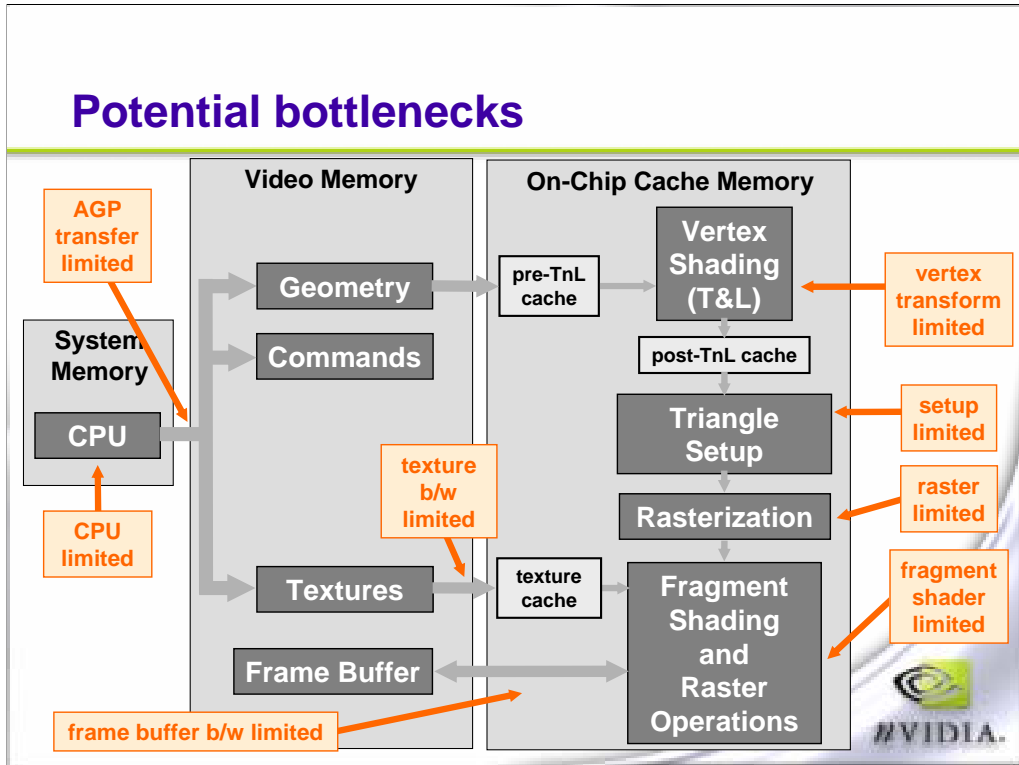 Potential bottlenecks
Video Memory
On-Chip Cache Memory
AGP
transfer
limited
Geometry
pre-TnL
cache
Vertex
Shading
(T&L)
vertex
transform
limited
System
Memory
Commands
post-TnL cache
CPU
Triangle
Setup
setup
limited
texture
b/w
limited
CPU
limited
Rasterization
raster
limited
Textures
texture
cache
Fragment
Shading
and
Raster
Operations
fragment
shader
limited
Frame Buffer
frame buffer b/w limited
nVIDIA.